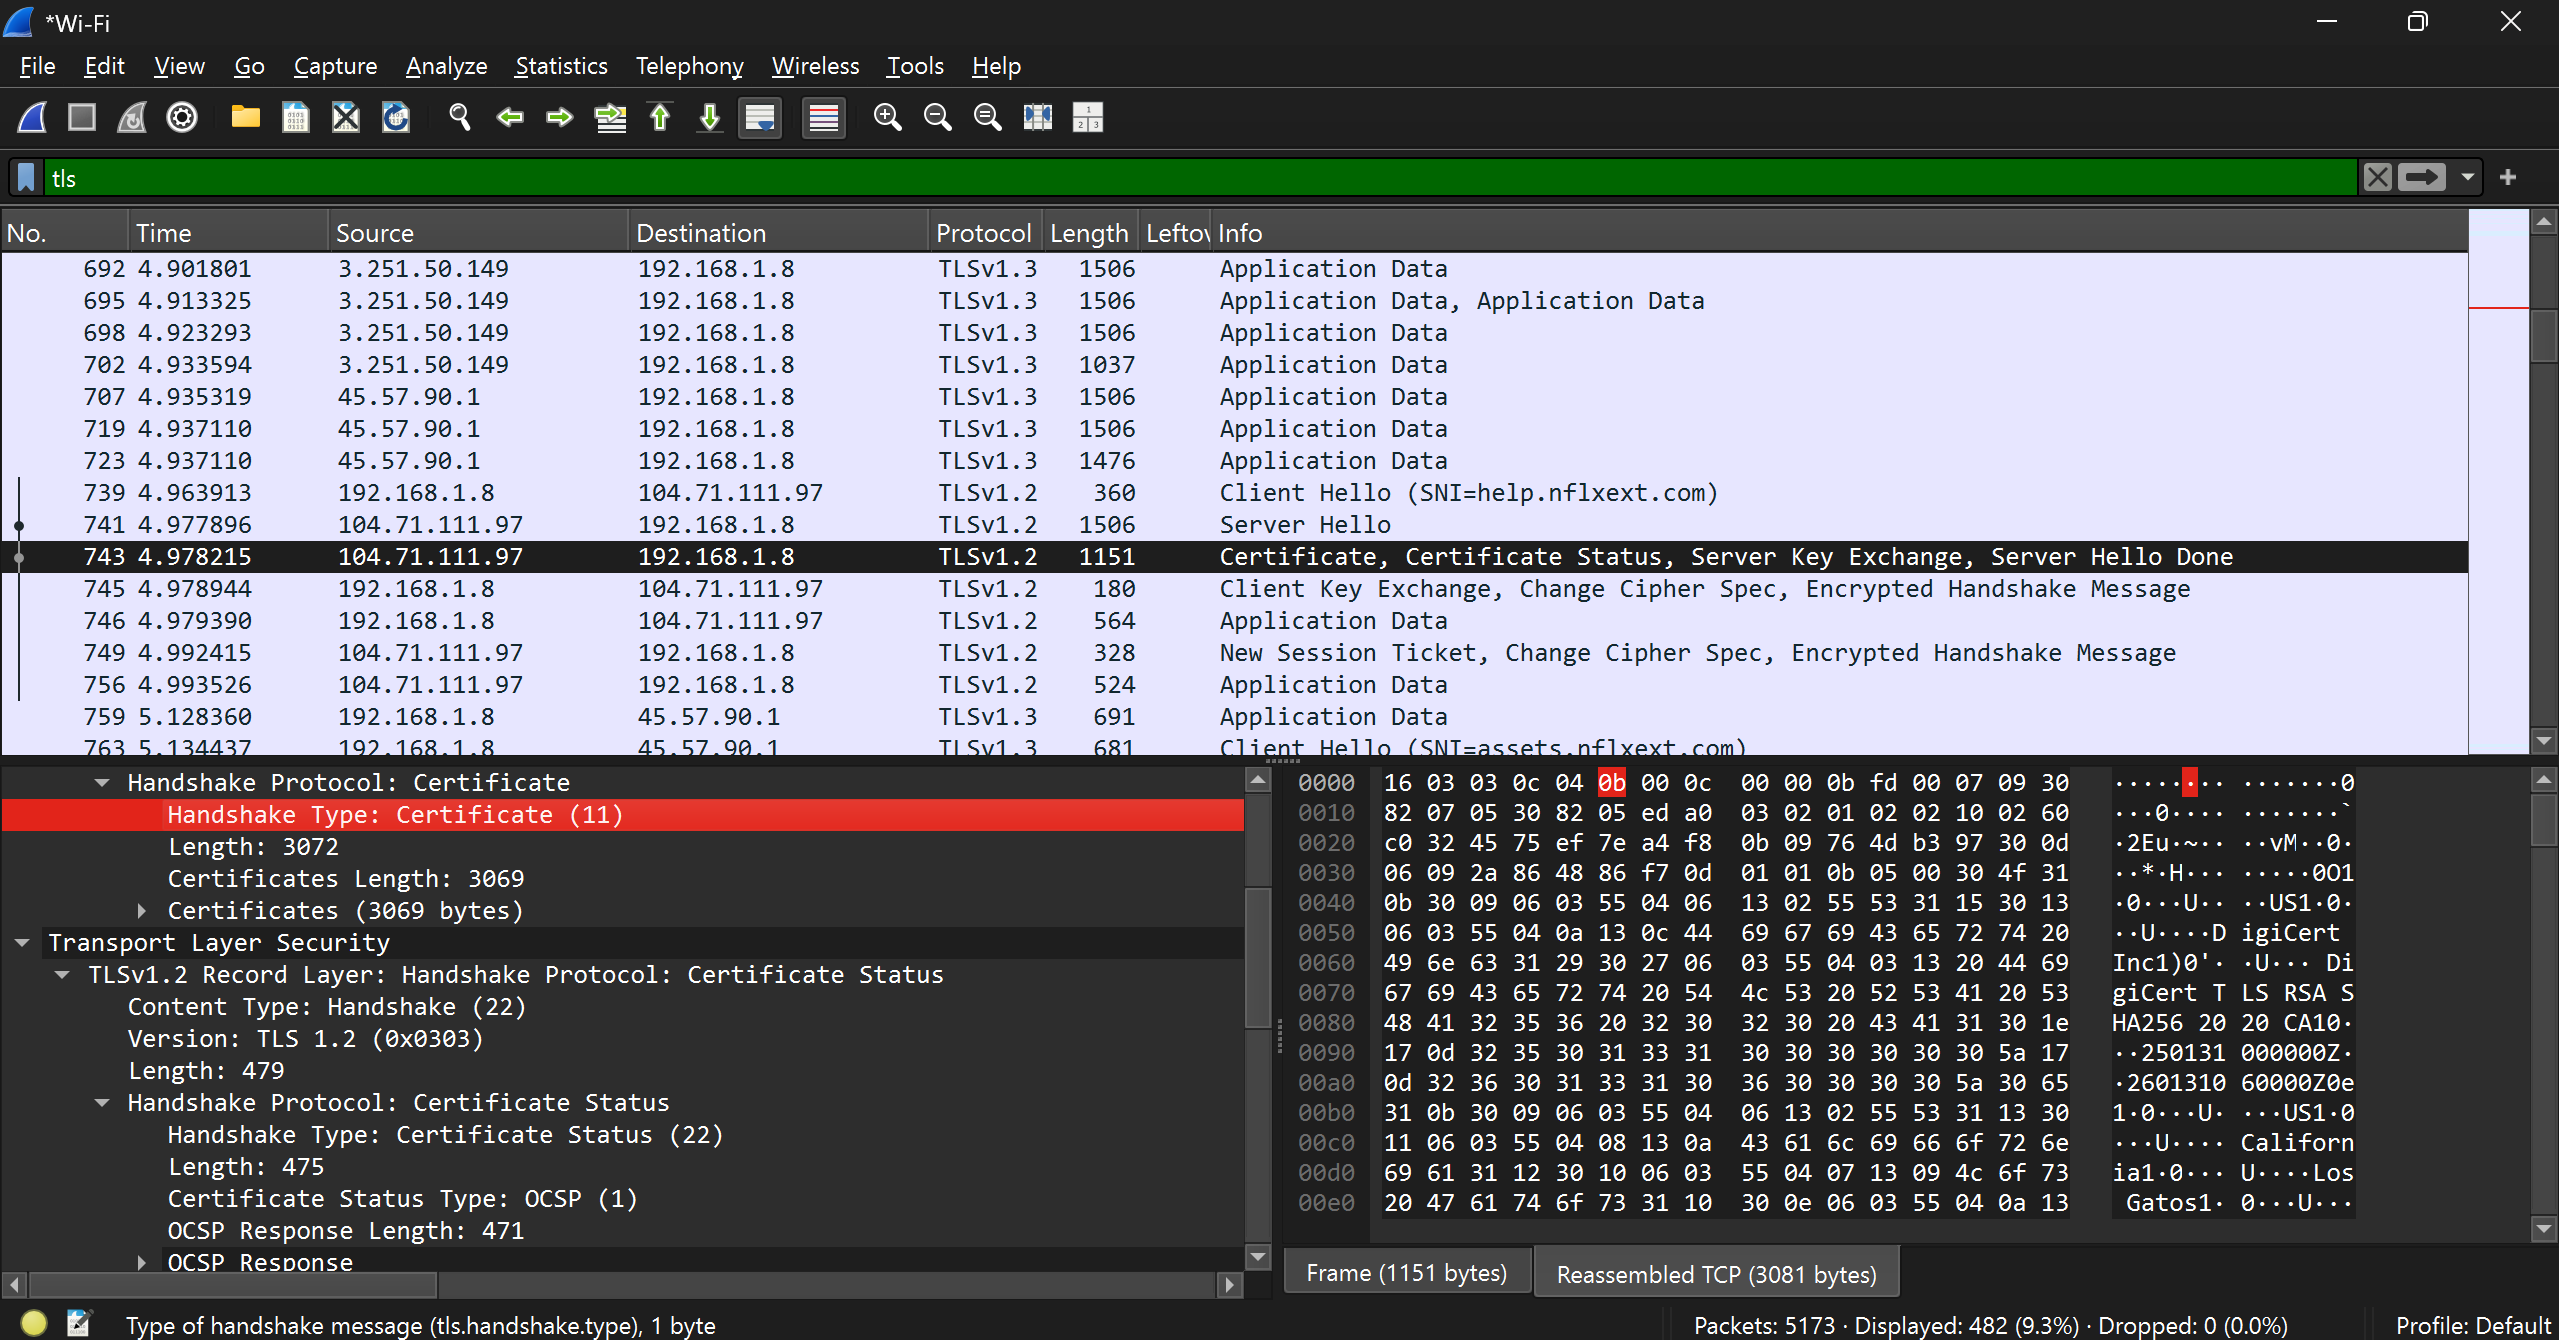 *Wi-Fi
File Edit View Go Capture Analyze Statistics Telephony Wireless Tools Help
tls
No. Time Source Destination Protocol Length Leftov Info
692 4.901801 3.251.50.149 192.168.1.8 TLSv1.3 1506 Application Data
695 4.913325 3.251.50.149 192.168.1.8 TLSv1.3 1506 Application Data, Application Data
698 4.923293 3.251.50.149 192.168.1.8 TLSv1.3 1506 Application Data
702 4.933594 3.251.50.149 192.168.1.8 TLSv1.3 1037 Application Data
707 4.935319 45.57.90.1 192.168.1.8 TLSv1.3 1506 Application Data
719 4.937110 45.57.90.1 192.168.1.8 TLSv1.3 1506 Application Data
723 4.937110 45.57.90.1 192.168.1.8 TLSv1.3 1476 Application Data
739 4.963913 192.168.1.8 104.71.111.97 TLSv1.2 360 Client Hello (SNI=help.nflxext.com)
741 4.977896 104.71.111.97 192.168.1.8 TLSv1.2 1506 Server Hello
743 4.978215 104.71.111.97 192.168.1.8 TLSv1.2 1151 Certificate, Certificate Status, Server Key Exchange, Server Hello Done
745 4.978944 192.168.1.8 104.71.111.97 TLSv1.2 180 Client Key Exchange, Change Cipher Spec, Encrypted Handshake Message
746 4.979390 192.168.1.8 104.71.111.97 TLSv1.2 564 Application Data
749 4.992415 104.71.111.97 192.168.1.8 TLSv1.2 328 New Session Ticket, Change Cipher Spec, Encrypted Handshake Message
756 4.993526 104.71.111.97 192.168.1.8 TLSv1.2 524 Application Data
759 5.128360 192.168.1.8 45.57.90.1 TLSv1.3 691 Application Data
763 5.134437 192.168.1.8 45.57.90.1 TLSv1.3 681 Client Hello (SNI=assets.nflxext.com)
Handshake Protocol: Certificate
Handshake Type: Certificate (11)
Length: 3072
Certificates Length: 3069
Certificates (3069 bytes)
Transport Layer Security
TLSv1.2 Record Layer: Handshake Protocol: Certificate Status
Content Type: Handshake (22)
Version: TLS 1.2 (0x0303)
Length: 479
Handshake Protocol: Certificate Status
Handshake Type: Certificate Status (22)
Length: 475
Certificate Status Type: OCSP (1)
OCSP Response Length: 471
OCSP Response
0000 16 03 03 0c 04 0b 00 0c 00 00 0b fd 00 07 09 30 ········ ·······0
0010 82 07 05 30 82 05 ed a0 03 02 01 02 02 10 02 60 ···0···· ·······`
0020 c0 32 45 75 ef 7e a4 f8 0b 09 76 4d b3 97 30 0d ·2Eu·~·· ··vM··0·
0030 06 09 2a 86 48 86 f7 0d 01 01 0b 05 00 30 4f 31 ··*·H··· ·····0O1
0040 0b 30 09 06 03 55 04 06 13 02 55 53 31 15 30 13 ·0···U·· ··US1·0·
0050 06 03 55 04 0a 13 0c 44 69 67 69 43 65 72 74 20 ··U····D igiCert
0060 49 6e 63 31 29 30 27 06 03 55 04 03 13 20 44 69 Inc1)0'· ·U··· Di
0070 67 69 43 65 72 74 20 54 4c 53 20 52 53 41 20 53 giCert T LS RSA S
0080 48 41 32 35 36 20 32 30 32 30 20 43 41 31 30 1e HA256 20 20 CA10·
0090 17 0d 32 35 30 31 33 31 30 30 30 30 30 30 5a 17 ··250131 000000Z·
00a0 0d 32 36 30 31 33 31 30 36 30 30 30 30 5a 30 65 ·2601310 60000Z0e
00b0 31 0b 30 09 06 03 55 04 06 13 02 55 53 31 13 30 1·0···U· ···US1·0
00c0 11 06 03 55 04 08 13 0a 43 61 6c 69 66 6f 72 6e ···U···· Californ
00d0 69 61 31 12 30 10 06 03 55 04 07 13 09 4c 6f 73 ia1·0··· U····Los
00e0 20 47 61 74 6f 73 31 10 30 0e 06 03 55 04 0a 13 Gatos1· 0···U···
Frame (1151 bytes) Reassembled TCP (3081 bytes)
Type of handshake message (tls.handshake.type), 1 byte Packets: 5173 · Displayed: 482 (9.3%) · Dropped: 0 (0.0%) Profile: Default